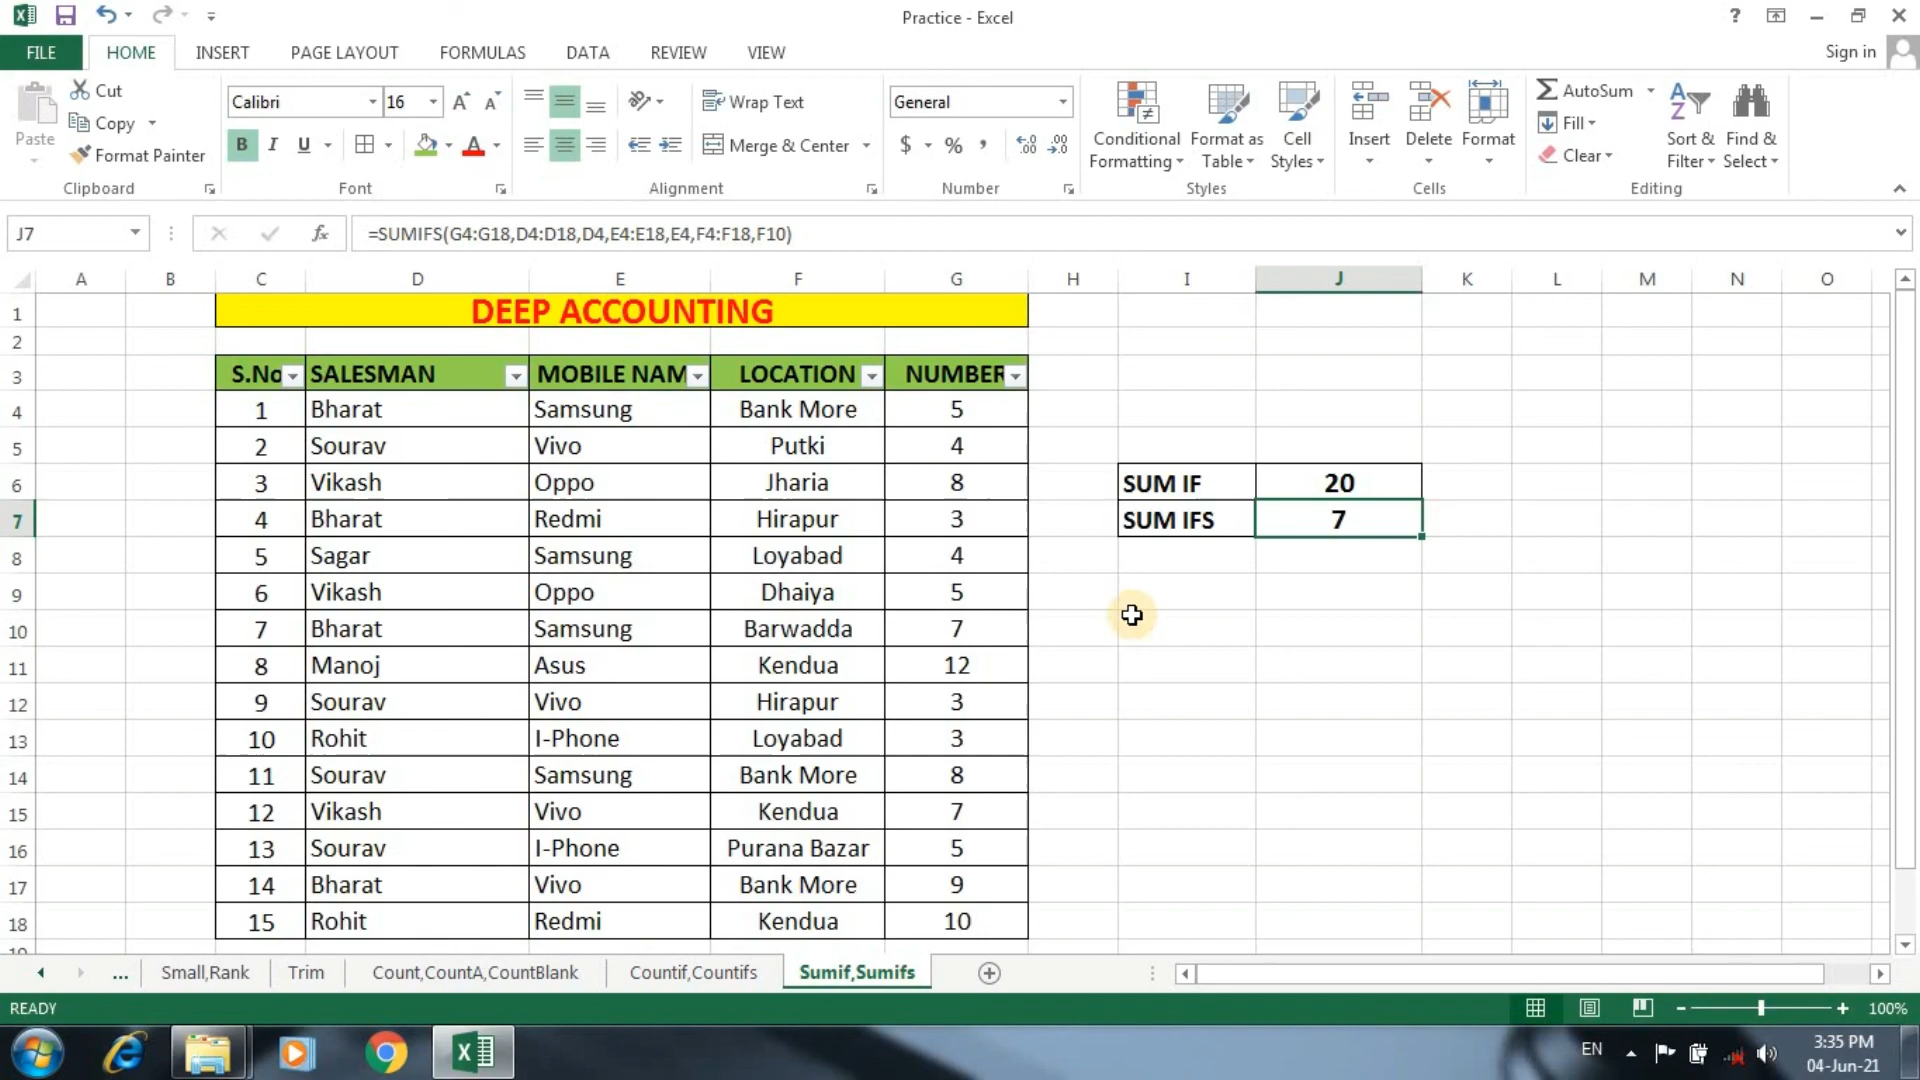 Practice - Excel
?
FILE HOME INSERT PAGE LAYOUT FORMULAS DATA REVIEW VIEW Sign in
Cut
Copy
Format Painter
Paste
Clipboard
Calibri 16
B I U
Font
Wrap Text
Merge & Center
Alignment
General
$ % ,
Number
Conditional Formatting
Format as Table
Cell Styles
Styles
Insert Delete Format
Cells
AutoSum
Fill
Clear
Sort & Filter
Find & Select
Editing
J7 fx =SUMIFS(G4:G18,D4:D18,D4,E4:E18,E4,F4:F18,F10)
A B C D E F G H I J K L M N O
1 DEEP ACCOUNTING
2
3 S.No SALESMAN MOBILE NAM LOCATION NUMBER
4 1 Bharat Samsung Bank More 5
5 2 Sourav Vivo Putki 4
6 3 Vikash Oppo Jharia 8 SUM IF 20
7 4 Bharat Redmi Hirapur 3 SUM IFS 7
8 5 Sagar Samsung Loyabad 4
9 6 Vikash Oppo Dhaiya 5
10 7 Bharat Samsung Barwadda 7
11 8 Manoj Asus Kendua 12
12 9 Sourav Vivo Hirapur 3
13 10 Rohit I-Phone Loyabad 3
14 11 Sourav Samsung Bank More 8
15 12 Vikash Vivo Kendua 7
16 13 Sourav I-Phone Purana Bazar 5
17 14 Bharat Vivo Bank More 9
18 15 Rohit Redmi Kendua 10
... Small,Rank Trim Count,CountA,CountBlank Countif,Countifs Sumif,Sumifs
READY 100%
EN 3:35 PM
04-Jun-21